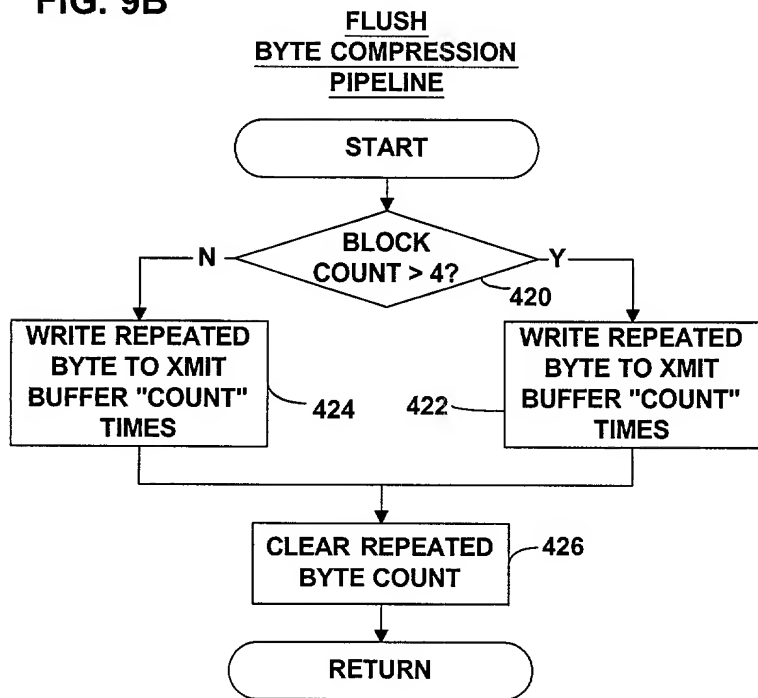 FIG. 9B
FLUSH
BYTE COMPRESSION
PIPELINE
START
BLOCK
COUNT > 4?
N
Y
420
WRITE REPEATED
BYTE TO XMIT
BUFFER "COUNT"
TIMES
424
422
WRITE REPEATED
BYTE TO XMIT
BUFFER "COUNT"
TIMES
CLEAR REPEATED
BYTE COUNT
426
RETURN